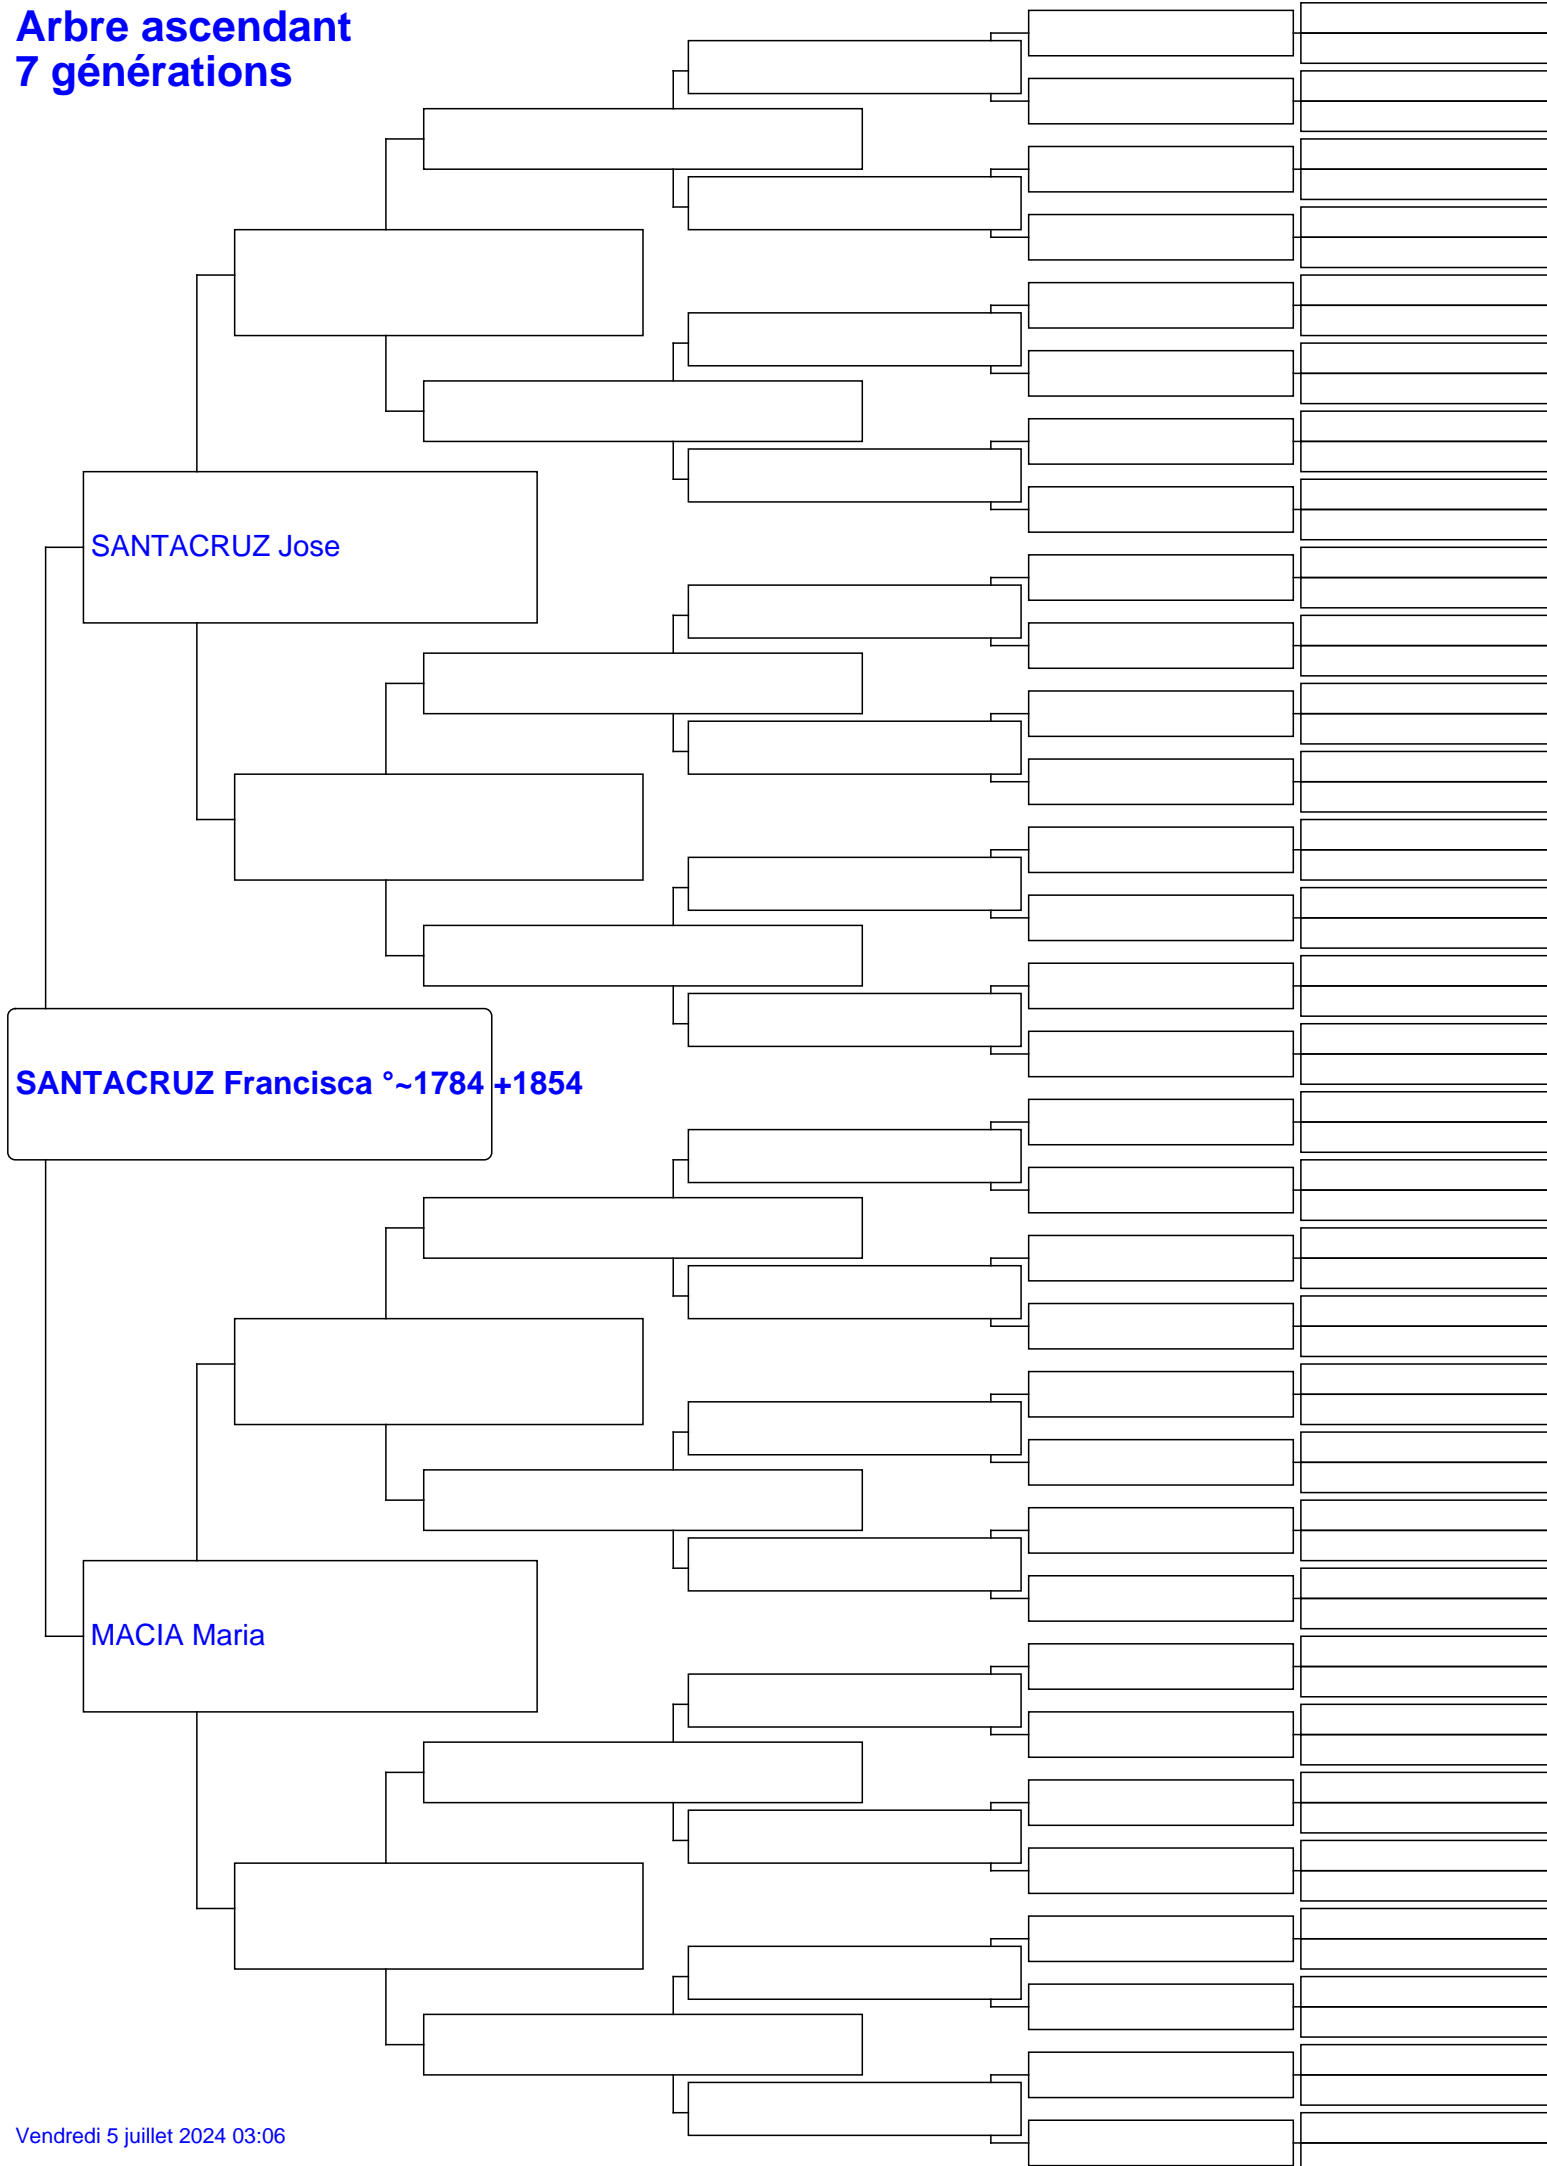 Arbre ascendant
7 générations
SANTACRUZ Jose
SANTACRUZ Francisca °~1784 +1854
MACIA Maria
Vendredi 5 juillet 2024 03:06